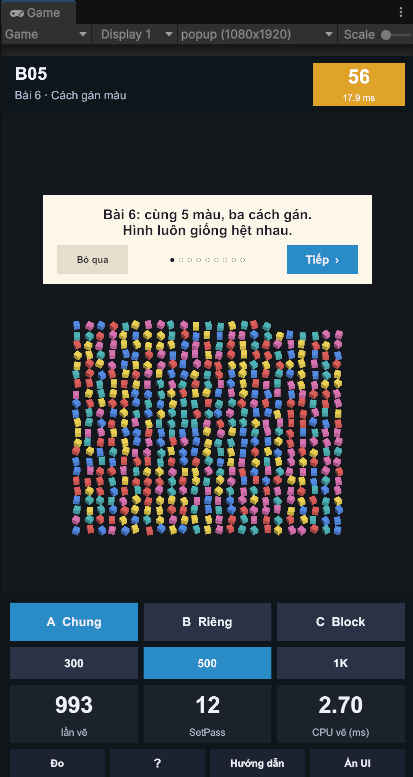 Game
Game
Display 1
popup (1080x1920)
Scale
B05
Bài 6 · Cách gán màu
56
17.9 ms
Bài 6: cùng 5 màu, ba cách gán.
Hình luôn giống hệt nhau.
Bỏ qua
Tiếp ›
A Chung
B Riêng
C Block
300
500
1K
993
lần vẽ
12
SetPass
2.70
CPU vẽ (ms)
Đo
?
Hướng dẫn
Ẩn UI